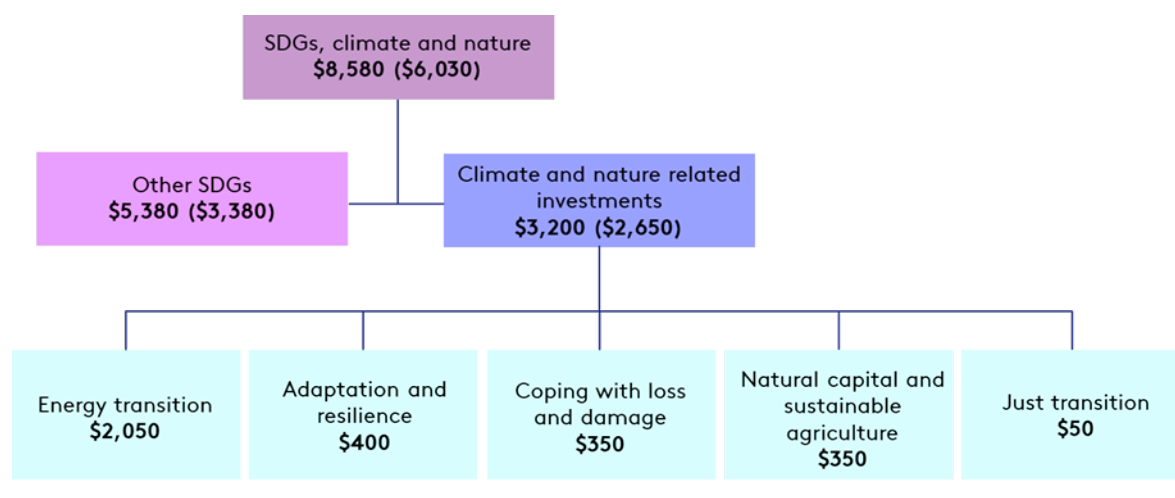 SDGs, climate and nature
$8,580 ($6,030)
Other SDGs
$5,380 ($3,380)
Climate and nature related
investments
$3,200 ($2,650)
Energy transition
$2,050
Adaptation and
resilience
$400
Coping with loss
and damage
$350
Natural capital and
sustainable
agriculture
$350
Just transition
$50